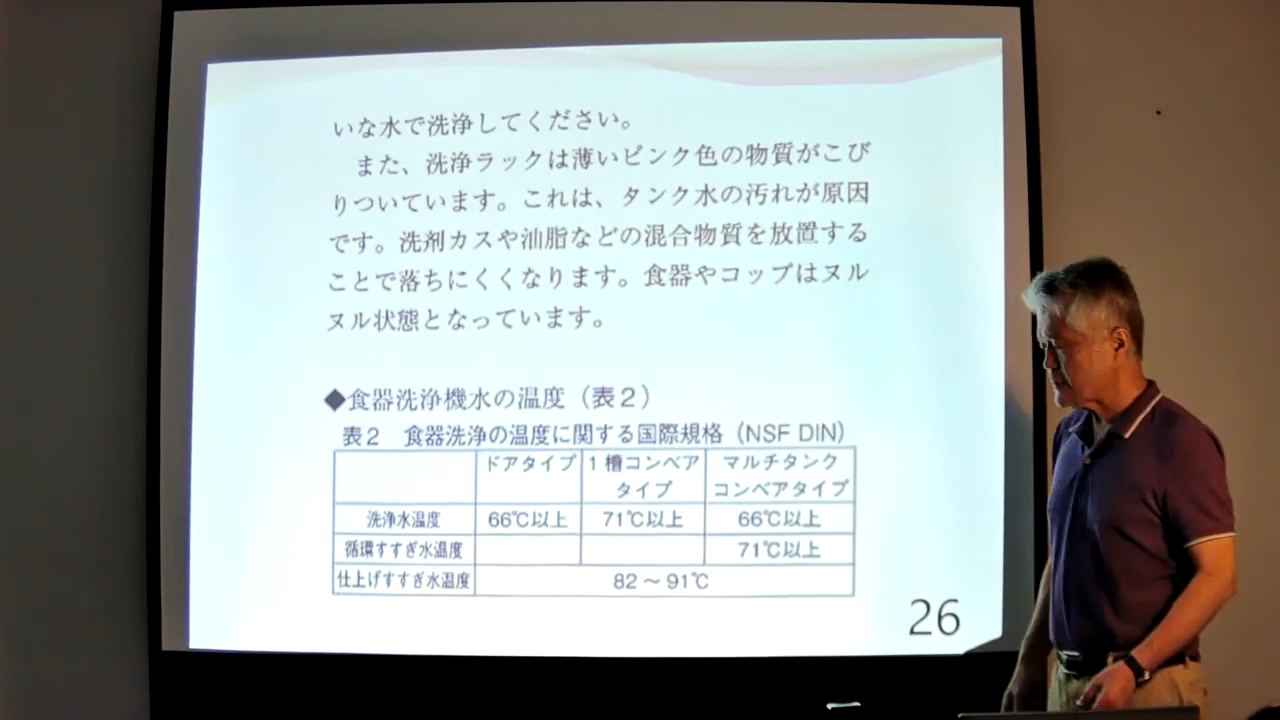 いな水で洗浄してください。
また、洗浄ラックは薄いピンク色の物質がこび
りついています。これは、タンク水の汚れが原因
です。洗剤カスや油脂などの混合物質を放置する
ことで落ちにくくなります。食器やコップはヌル
ヌル状態となっています。
◆食器洗浄機水の温度（表２）
表２　食器洗浄の温度に関する国際規格（NSF DIN）
ドアタイプ　１槽コンベアタイプ　マルチタンクコンベアタイプ
洗浄水温度　66℃以上　71℃以上　66℃以上
循環すすぎ水温度　71℃以上
仕上げすすぎ水温度　82～91℃
26